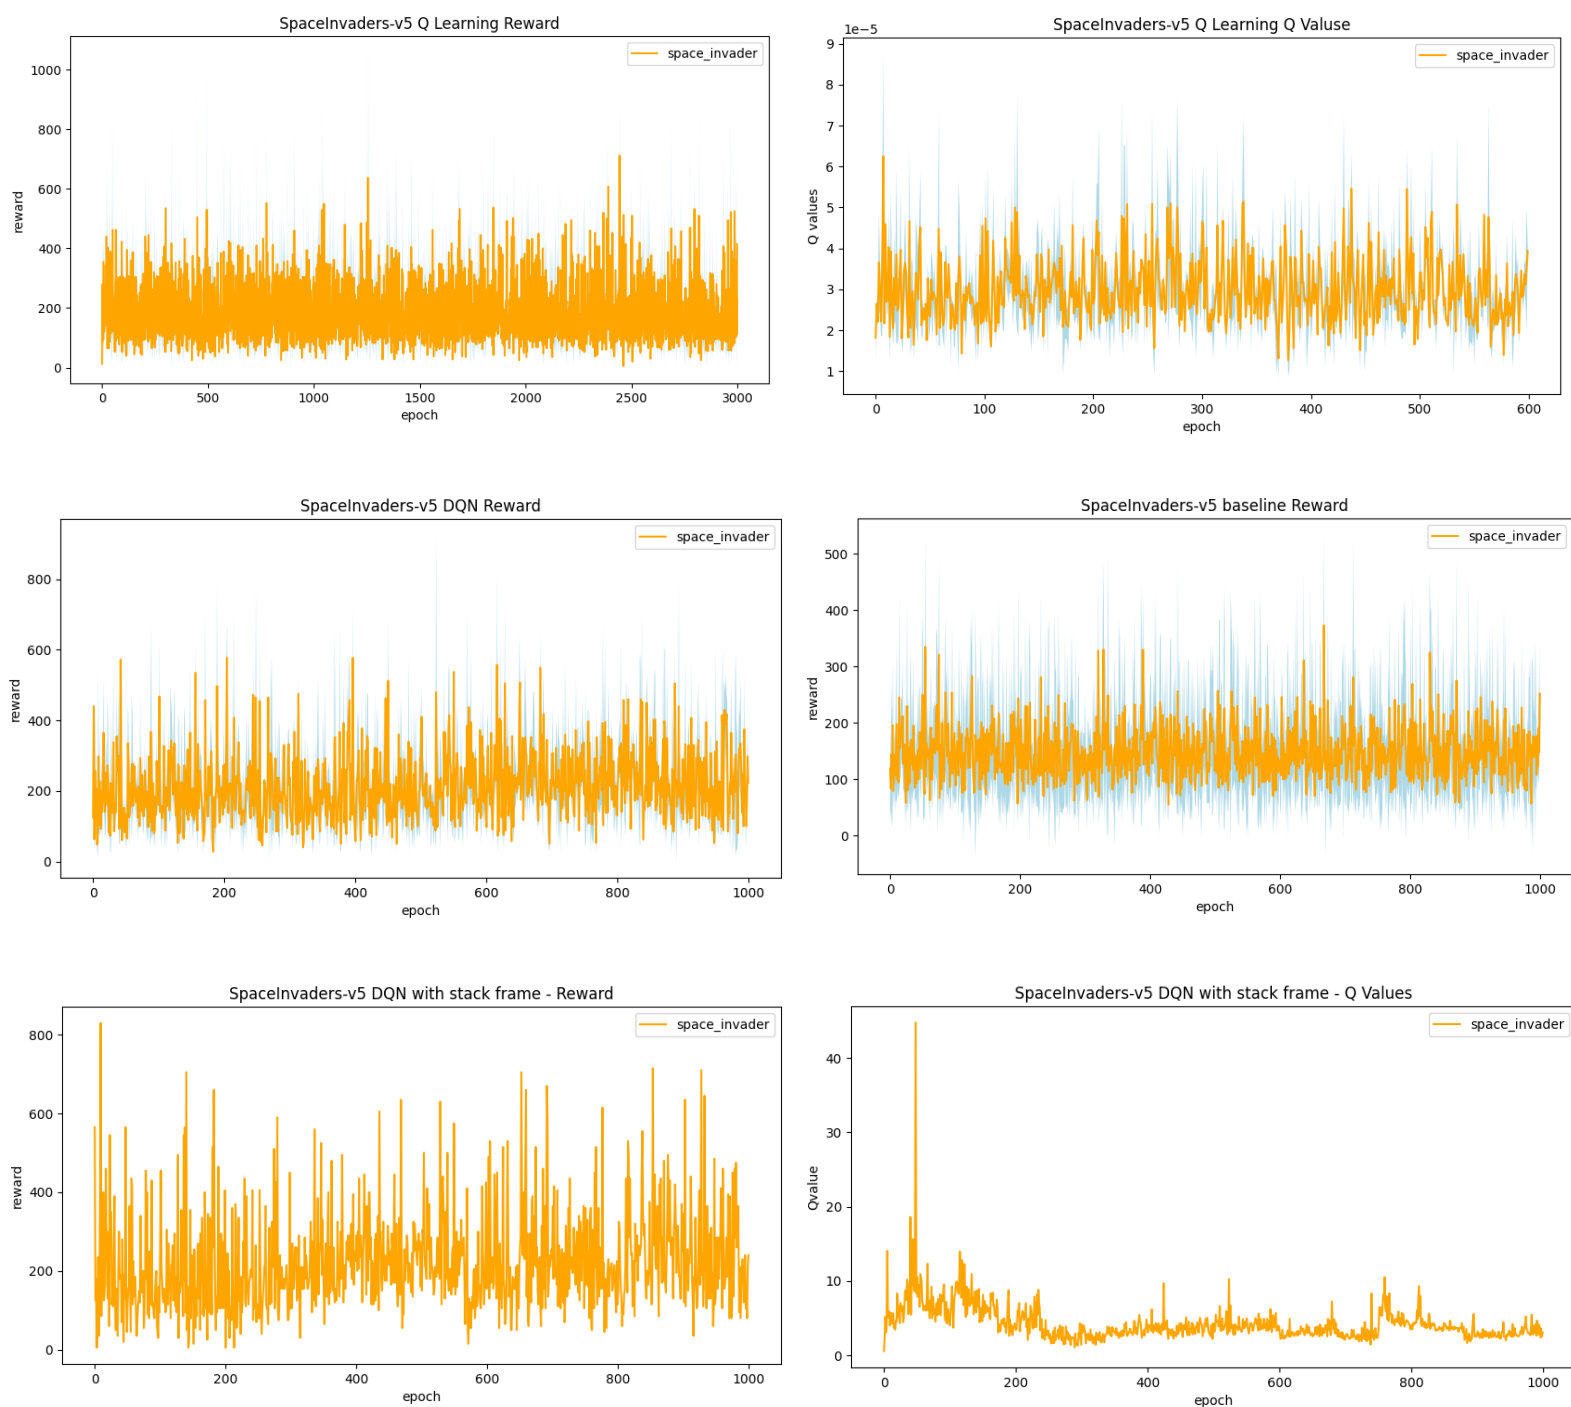 SpaceInvaders-v5 Q Learning Reward
space_invader
1000
800
600
400
200
0
reward
0 500 1000 1500 2000 2500 3000
epoch
SpaceInvaders-v5 Q Learning Q Valuse
1e−5
space_invader
9
8
7
6
5
4
3
2
1
Q values
0 100 200 300 400 500 600
epoch
SpaceInvaders-v5 DQN Reward
space_invader
800
600
400
200
0
reward
0 200 400 600 800 1000
epoch
SpaceInvaders-v5 baseline Reward
space_invader
500
400
300
200
100
0
reward
0 200 400 600 800 1000
epoch
SpaceInvaders-v5 DQN with stack frame - Reward
space_invader
800
600
400
200
0
reward
0 200 400 600 800 1000
epoch
SpaceInvaders-v5 DQN with stack frame - Q Values
space_invader
40
30
20
10
0
Qvalue
0 200 400 600 800 1000
epoch